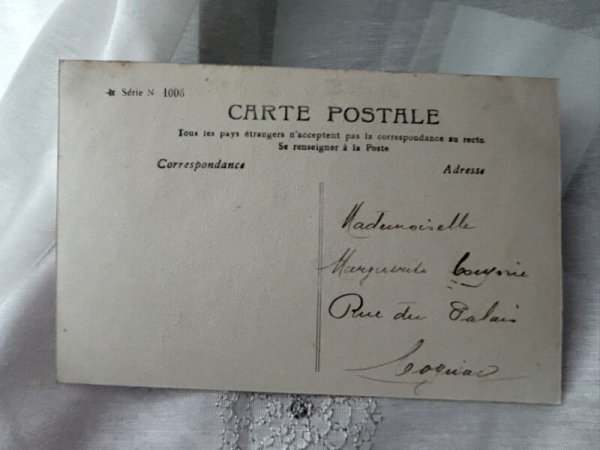 Série N 1006
CARTE POSTALE
Tous les pays étrangers n'acceptent pas la correspondance au recto
Se renseigner à la Poste
Correspondance
Adresse
Mademoiselle
Marguerite
Rue du Palais
Cognac